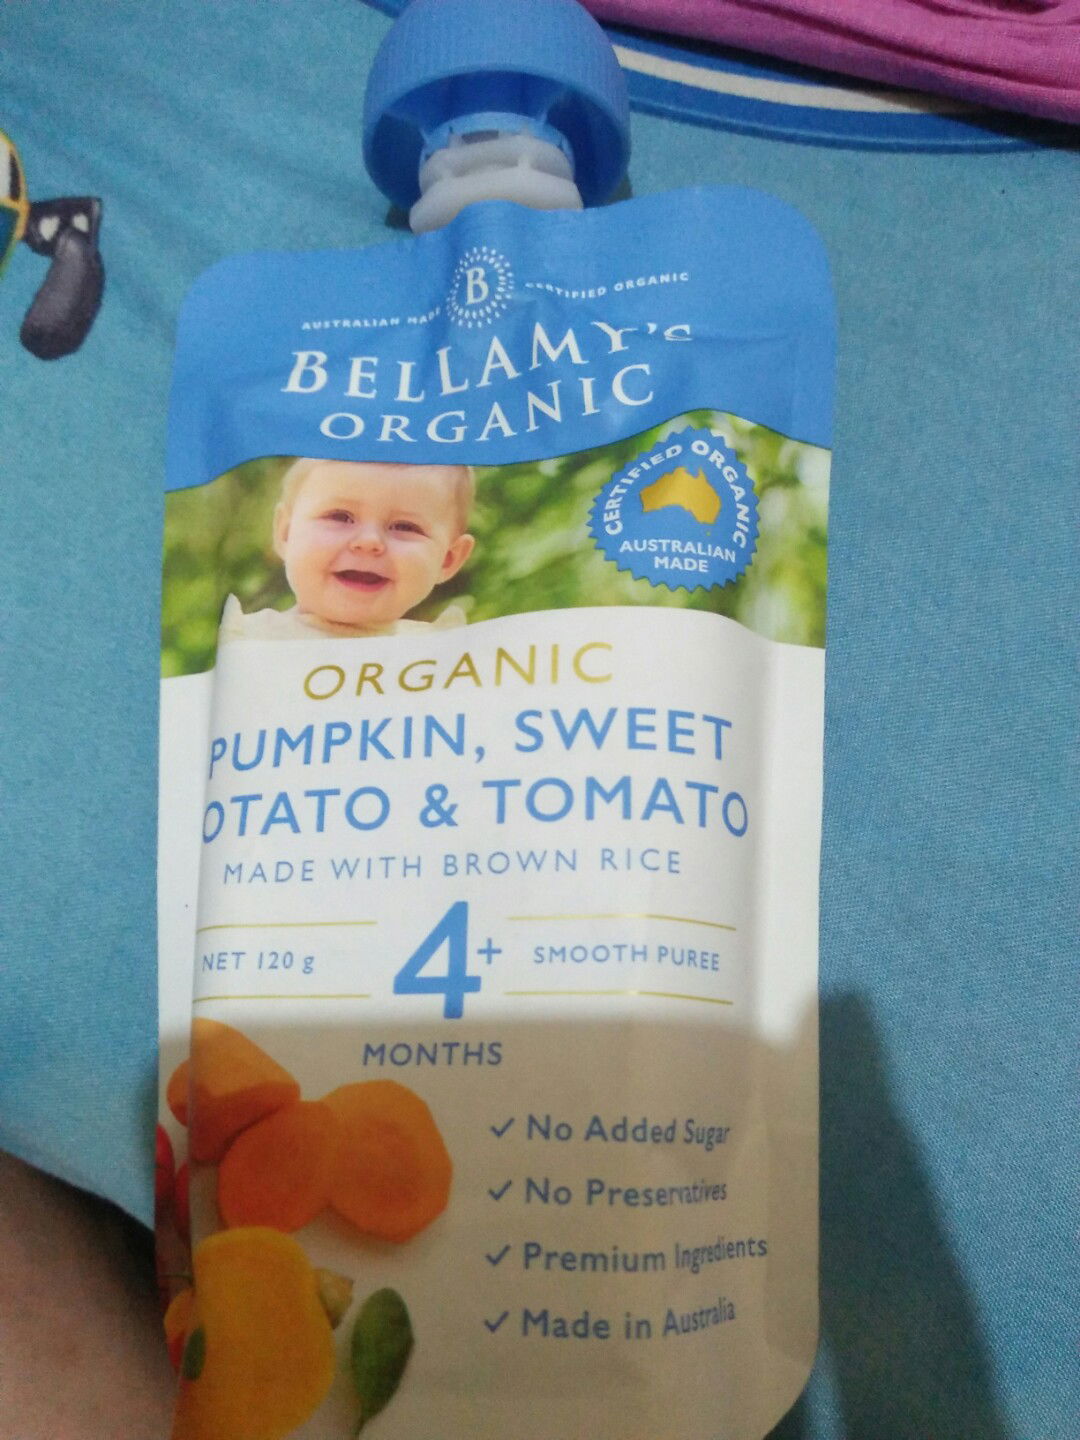 AUSTRALIAN MADE B CERTIFIED ORGANIC
BELLAMY'S
ORGANIC
CERTIFIED ORGANIC
AUSTRALIAN
MADE
ORGANIC
PUMPKIN, SWEET
OTATO & TOMATO
MADE WITH BROWN RICE
NET 120 g 4+ SMOOTH PUREE
MONTHS
✓ No Added Sugar
✓ No Preservatives
✓ Premium Ingredients
✓ Made in Australia